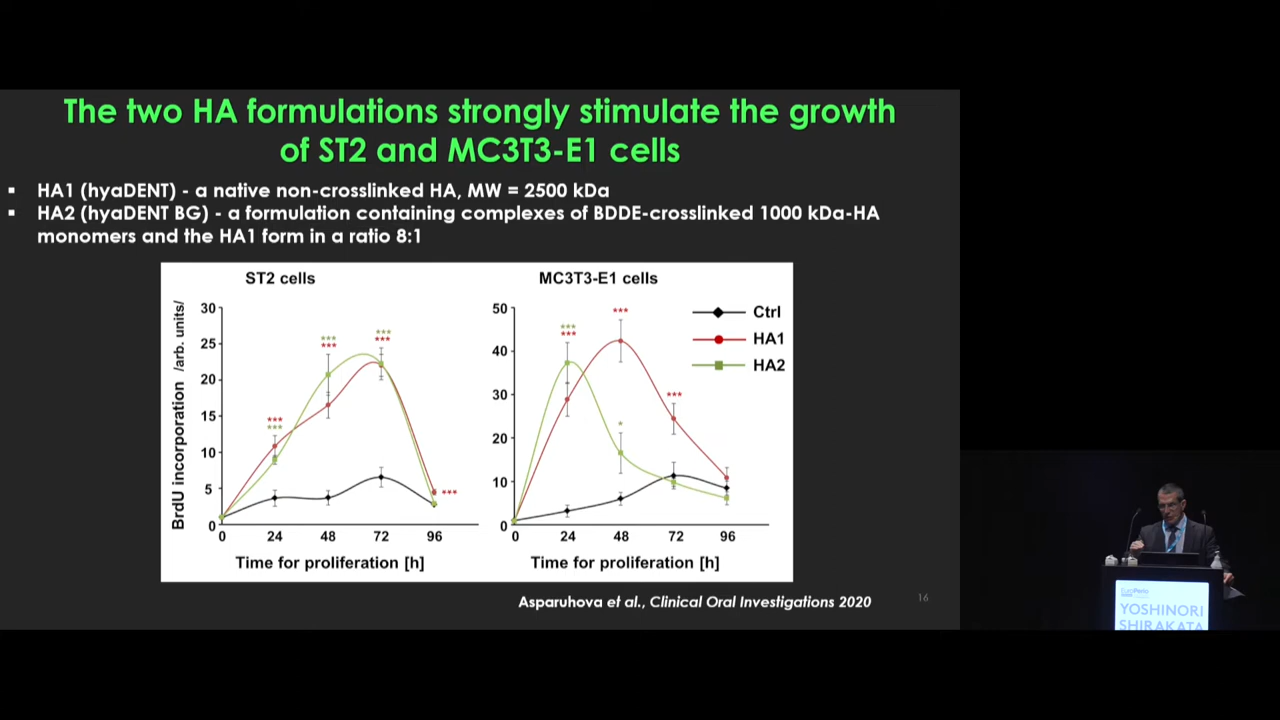 The two HA formulations strongly stimulate the growth
of ST2 and MC3T3-E1 cells
▪ HA1 (hyaDENT) - a native non-crosslinked HA, MW = 2500 kDa
▪ HA2 (hyaDENT BG) - a formulation containing complexes of BDDE-crosslinked 1000 kDa-HA
monomers and the HA1 form in a ratio 8:1
ST2 cells
BrdU incorporation /arb. units/
30
25
20
15
10
5
0
*** ***
*** ***
*** ***
***
0 24 48 72 96
Time for proliferation [h]
MC3T3-E1 cells
50
40
30
20
10
0
*** ***
***
*
***
0 24 48 72 96
Time for proliferation [h]
Ctrl
HA1
HA2
Asparuhova et al., Clinical Oral Investigations 2020
16
EuroPerio
YOSHINORI
SHIRAKATA